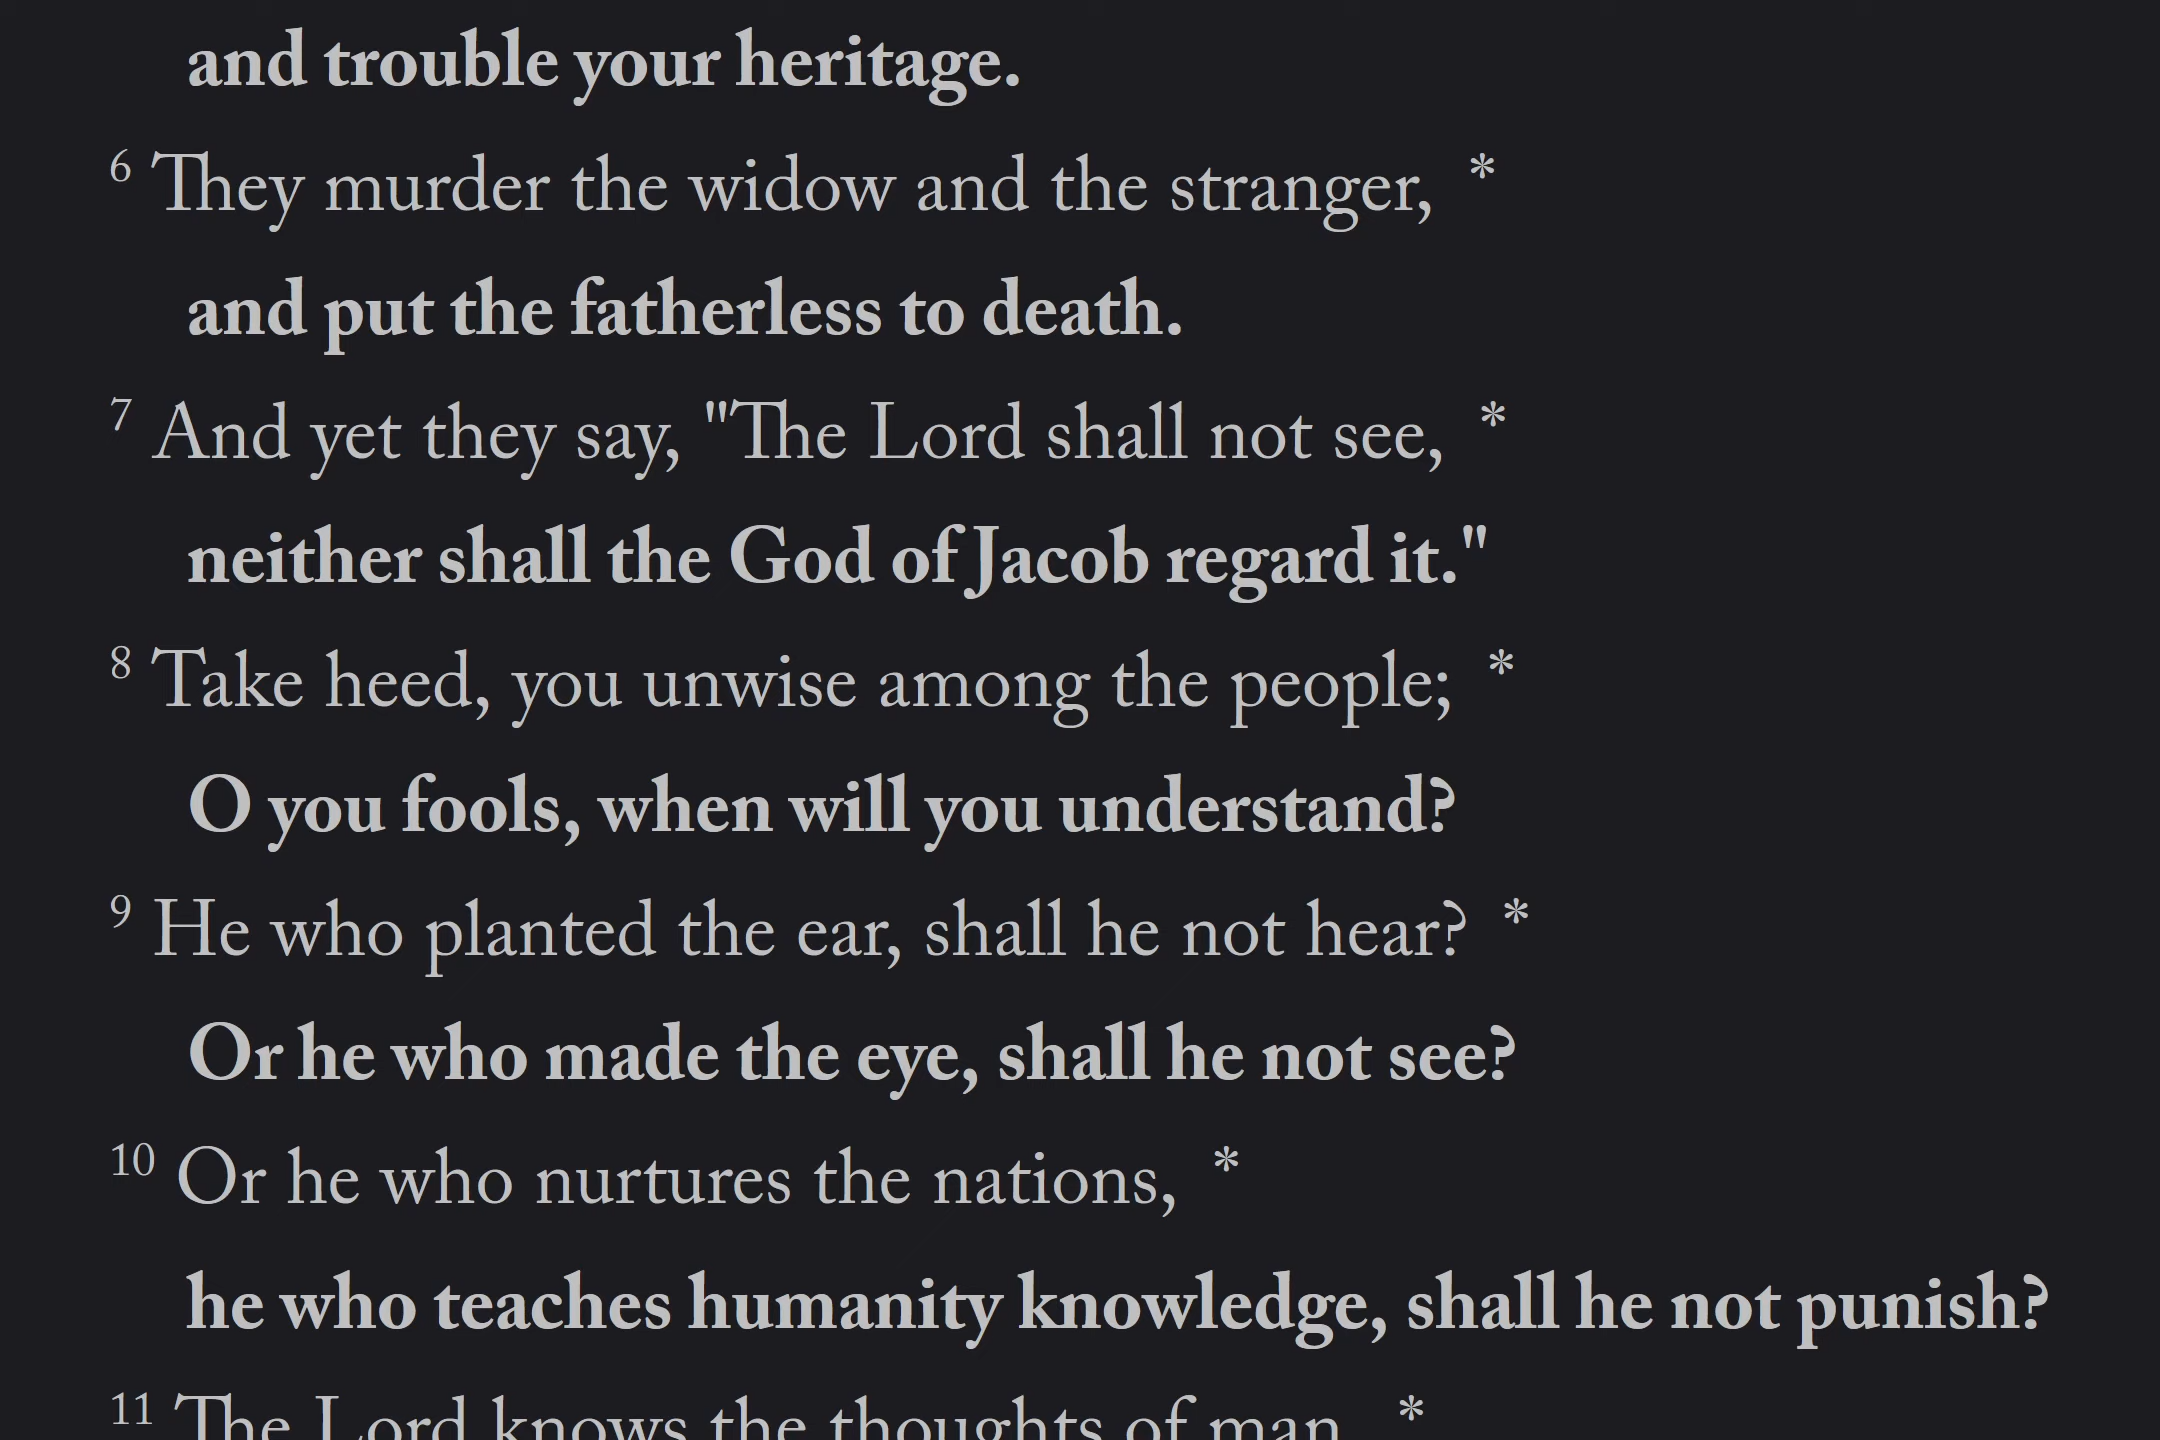 and trouble your heritage.
6 They murder the widow and the stranger, *
and put the fatherless to death.
7 And yet they say, "The Lord shall not see, *
neither shall the God of Jacob regard it."
8 Take heed, you unwise among the people; *
O you fools, when will you understand?
9 He who planted the ear, shall he not hear? *
Or he who made the eye, shall he not see?
10 Or he who nurtures the nations, *
he who teaches humanity knowledge, shall he not punish?
11 The Lord knows the thoughts of man *